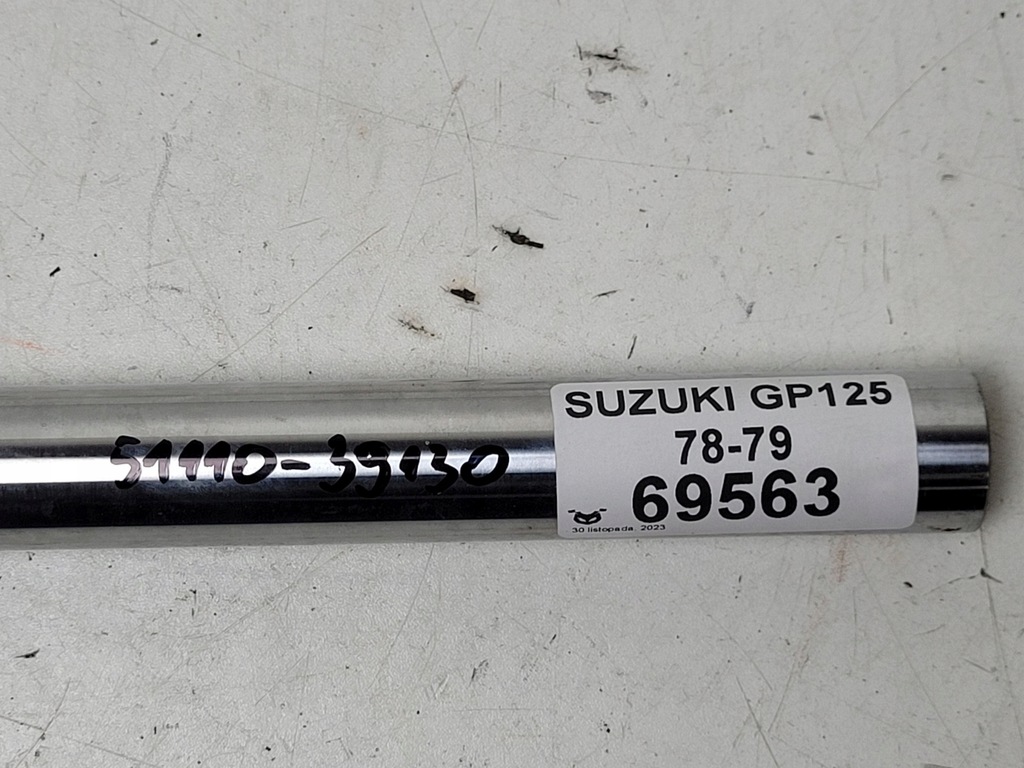 51110-39130
SUZUKI GP125
78-79
69563
30 listopada, 2023